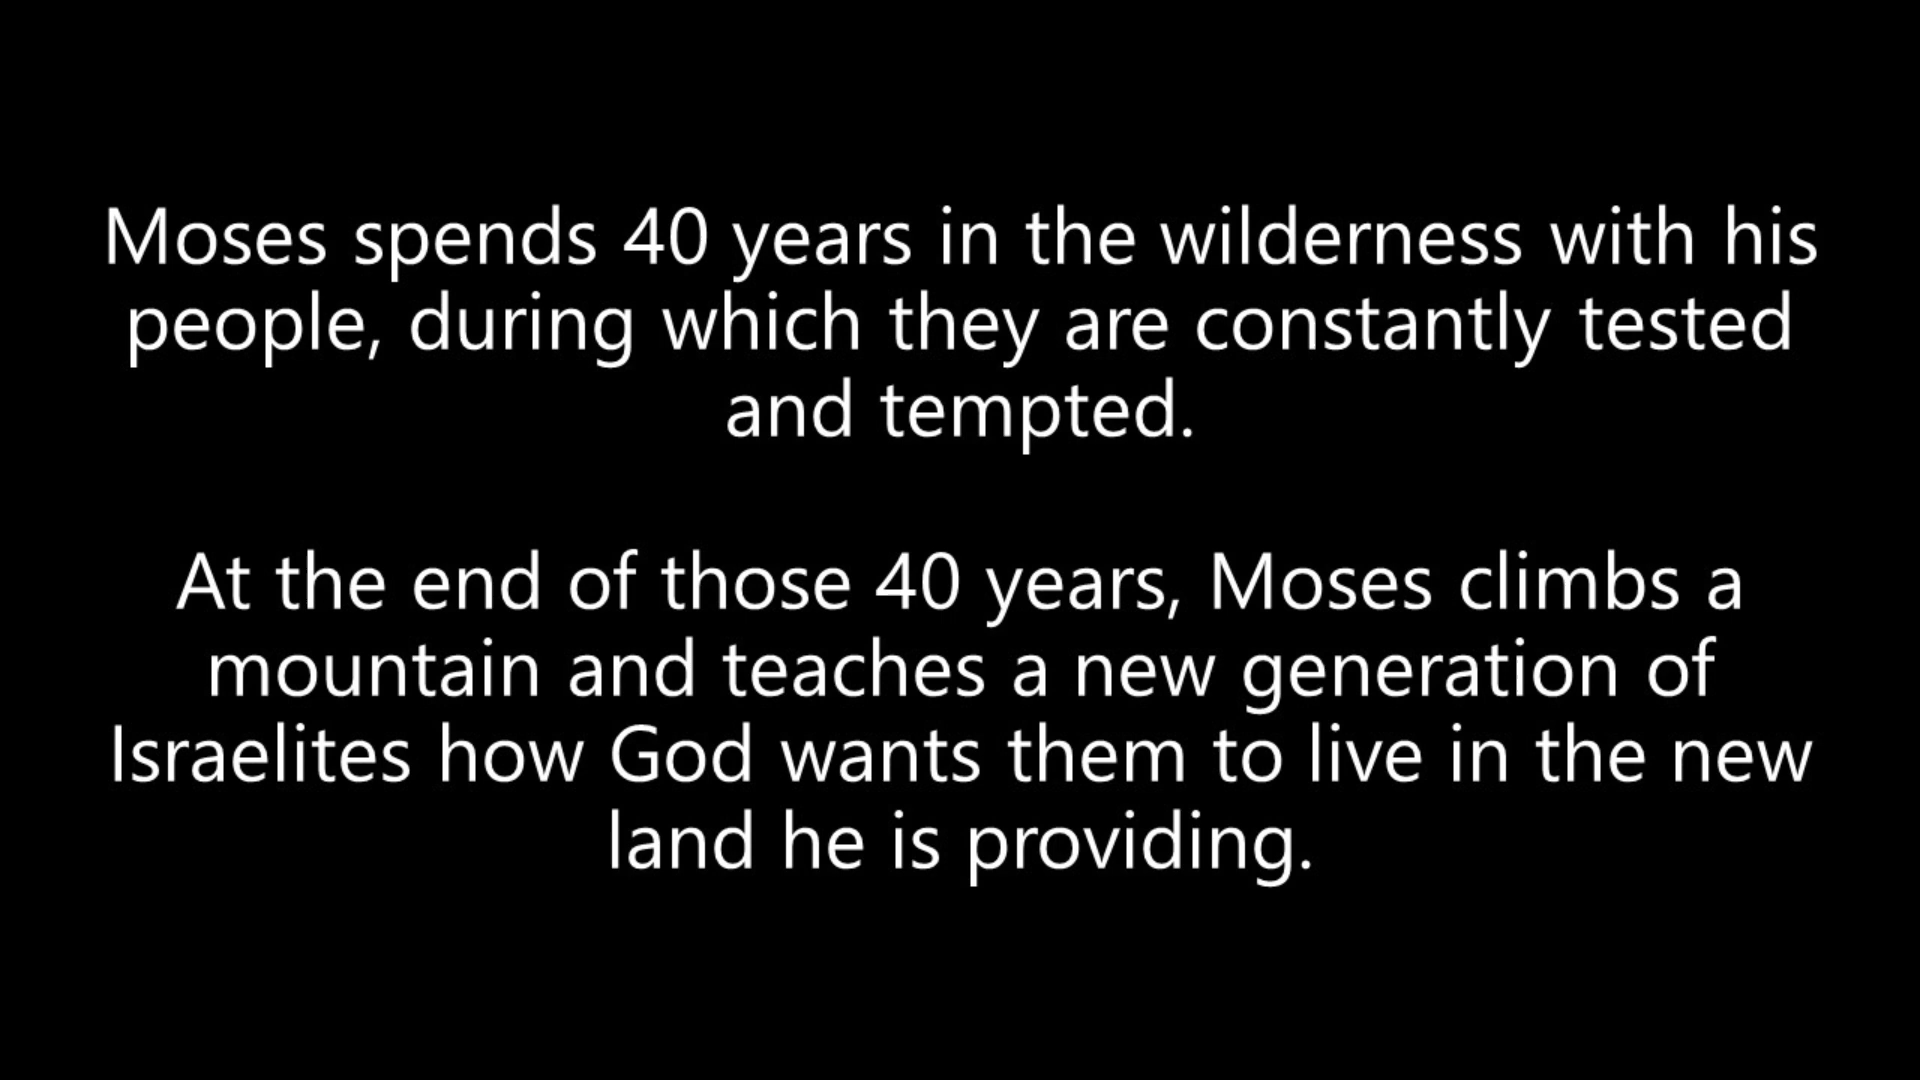 Moses spends 40 years in the wilderness with his
people, during which they are constantly tested
and tempted.
At the end of those 40 years, Moses climbs a
mountain and teaches a new generation of
Israelites how God wants them to live in the new
land he is providing.